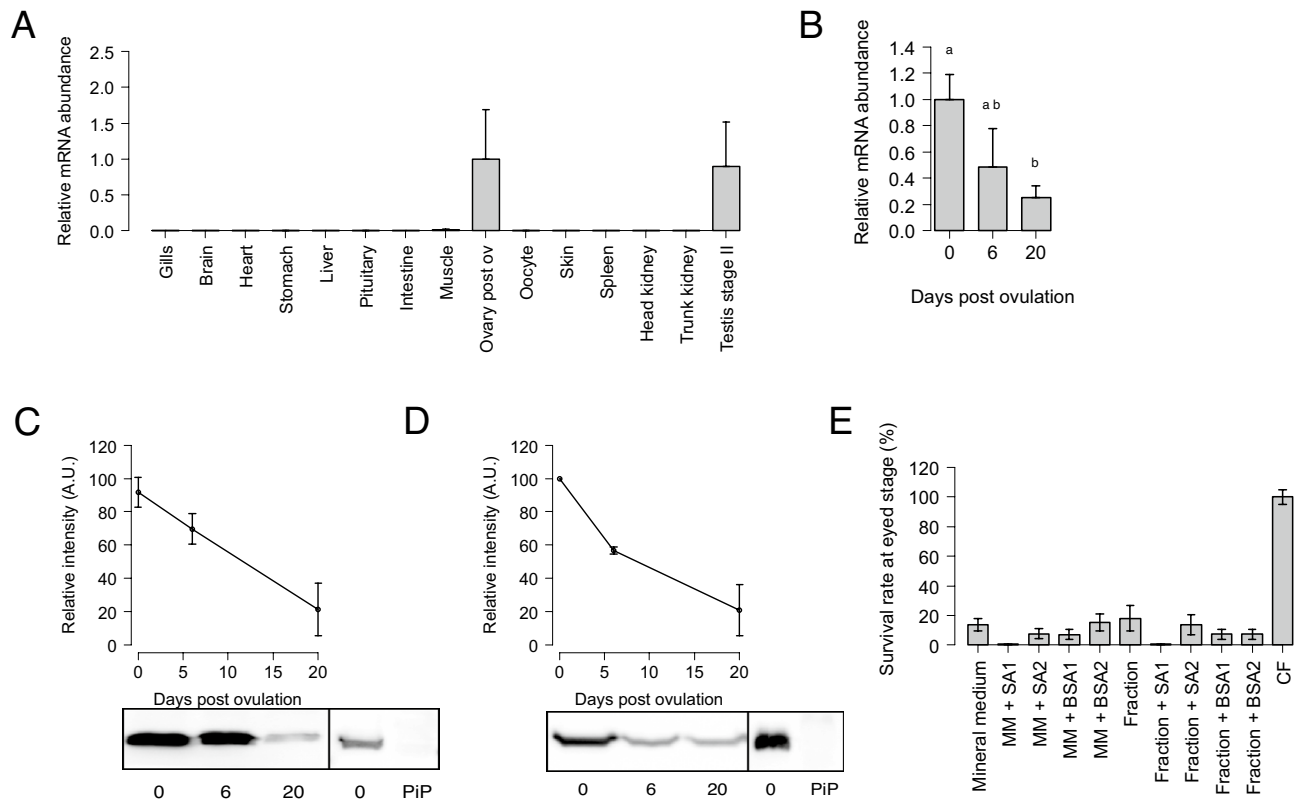 A
Relative mRNA abundance
2.5
2.0
1.5
1.0
0.5
0.0
Gills
Brain
Heart
Stomach
Liver
Pituitary
Intestine
Muscle
Ovary post ov
Oocyte
Skin
Spleen
Head kidney
Trunk kidney
Testis stage II
B
Relative mRNA abundance
1.4
1.2
1.0
0.8
0.6
0.4
0.2
0.0
a
a b
b
0 6 20
Days post ovulation
C
Relative intensity (A.U.)
120
100
80
60
40
20
0
0 5 10 15 20
Days post ovulation
0 6 20 0 PiP
D
Relative intensity (A.U.)
120
100
80
60
40
20
0
0 5 10 15 20
Days post ovulation
0 6 20 0 PiP
E
Survival rate at eyed stage (%)
120
100
80
60
40
20
0
Mineral medium
MM + SA1
MM + SA2
MM + BSA1
MM + BSA2
Fraction
Fraction + SA1
Fraction + SA2
Fraction + BSA1
Fraction + BSA2
CF